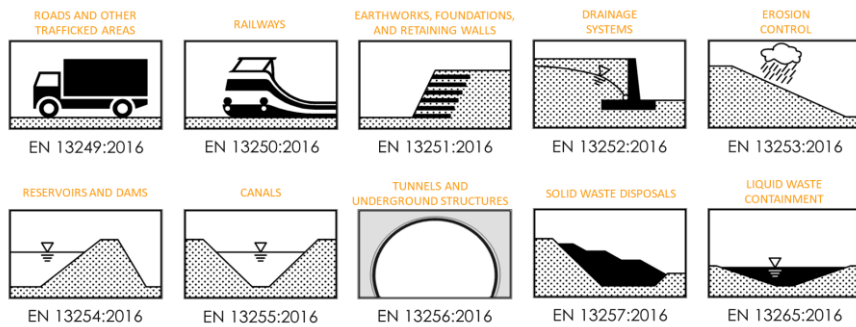 ROADS AND OTHER
TRAFFICKED AREAS
RAILWAYS
EARTHWORKS, FOUNDATIONS,
AND RETAINING WALLS
DRAINAGE
SYSTEMS
EROSION
CONTROL
EN 13249:2016
EN 13250:2016
EN 13251:2016
EN 13252:2016
EN 13253:2016
RESERVOIRS AND DAMS
CANALS
TUNNELS AND
UNDERGROUND STRUCTURES
SOLID WASTE DISPOSALS
LIQUID WASTE
CONTAINMENT
EN 13254:2016
EN 13255:2016
EN 13256:2016
EN 13257:2016
EN 13265:2016